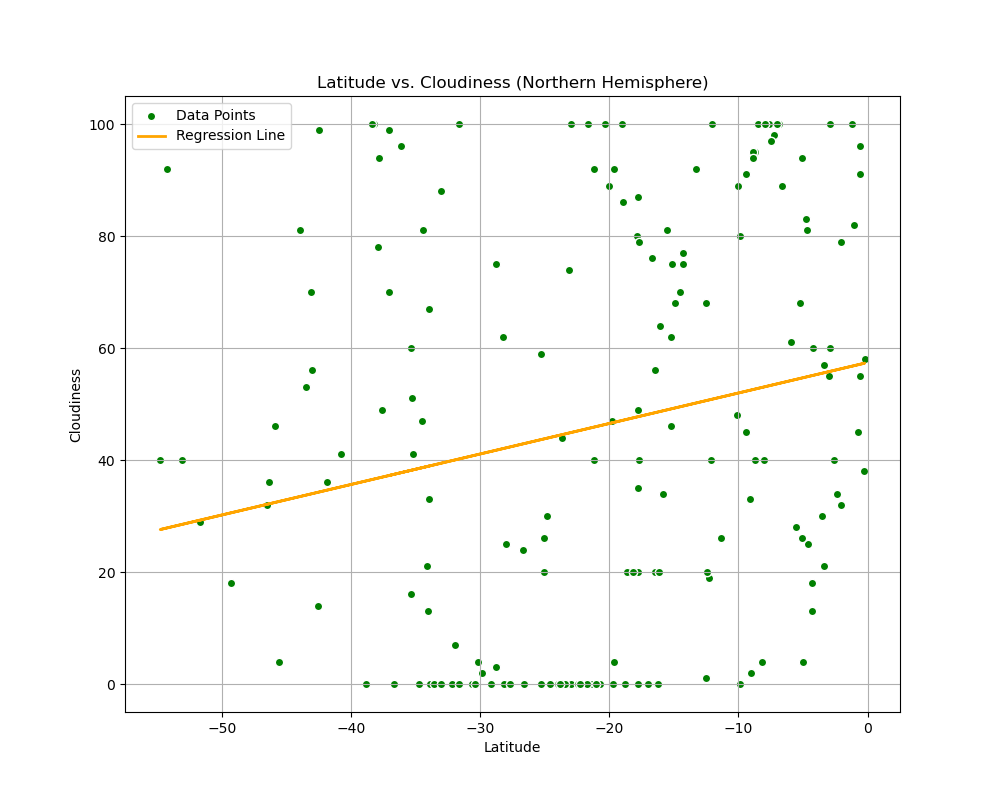 Latitude vs. Cloudiness (Northern Hemisphere)
Data Points
Regression Line
100
80
60
40
20
0
Cloudiness
−50 −40 −30 −20 −10 0
Latitude